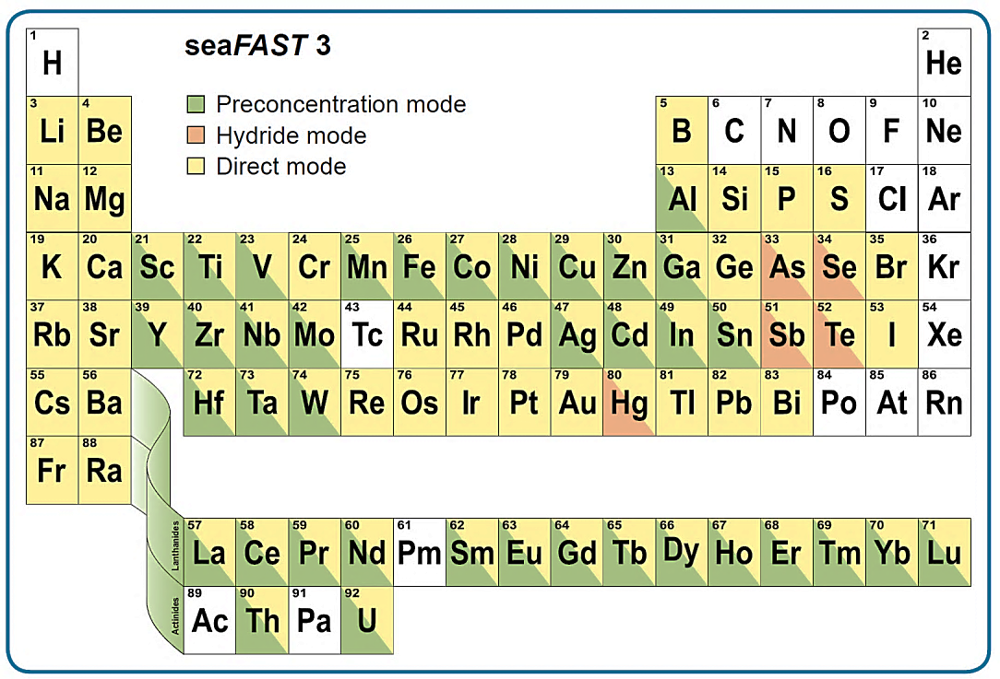 seaFAST 3
Preconcentration mode
Hydride mode
Direct mode
1 2
H He
3 4 5 6 7 8 9 10
Li Be B C N O F Ne
11 12 13 14 15 16 17 18
Na Mg Al Si P S Cl Ar
19 20 21 22 23 24 25 26 27 28 29 30 31 32 33 34 35 36
K Ca Sc Ti V Cr Mn Fe Co Ni Cu Zn Ga Ge As Se Br Kr
37 38 39 40 41 42 43 44 45 46 47 48 49 50 51 52 53 54
Rb Sr Y Zr Nb Mo Tc Ru Rh Pd Ag Cd In Sn Sb Te I Xe
55 56 72 73 74 75 76 77 78 79 80 81 82 83 84 85 86
Cs Ba Hf Ta W Re Os Ir Pt Au Hg Tl Pb Bi Po At Rn
87 88
Fr Ra
Lanthanides
57 58 59 60 61 62 63 64 65 66 67 68 69 70 71
La Ce Pr Nd Pm Sm Eu Gd Tb Dy Ho Er Tm Yb Lu
Actinides
89 90 91 92
Ac Th Pa U